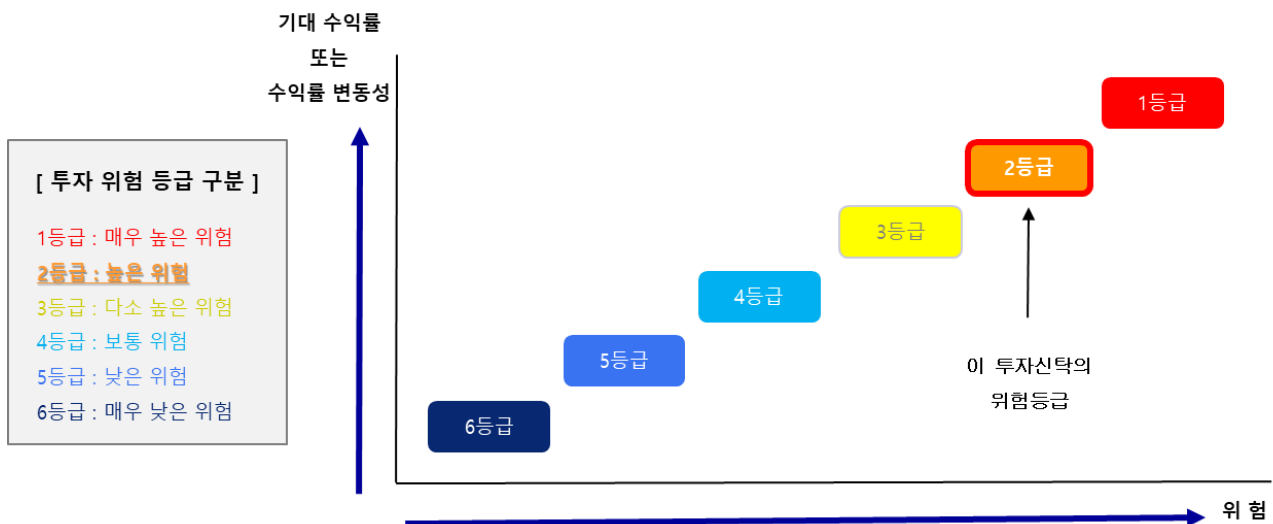 기대 수익률
또는
수익률 변동성
[ 투자 위험 등급 구분 ]
1등급 : 매우 높은 위험
2등급 : 높은 위험
3등급 : 다소 높은 위험
4등급 : 보통 위험
5등급 : 낮은 위험
6등급 : 매우 낮은 위험
1등급
2등급
3등급
4등급
5등급
6등급
이 투자신탁의
위험등급
위 험